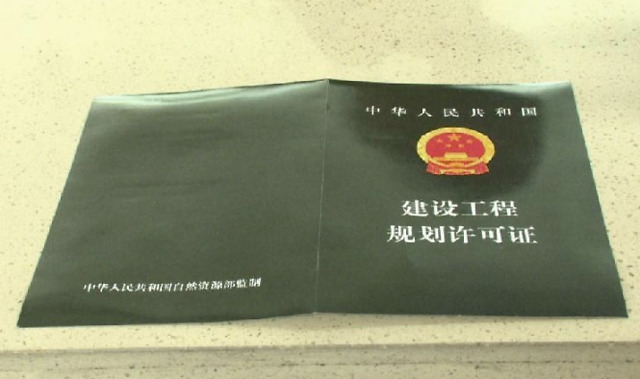 中华人民共和国
建设工程
规划许可证
中华人民共和国自然资源部监制